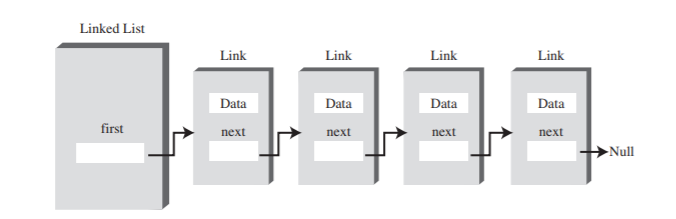 Linked List
Link Link Link Link
Data Data Data Data
first next next next next
Null